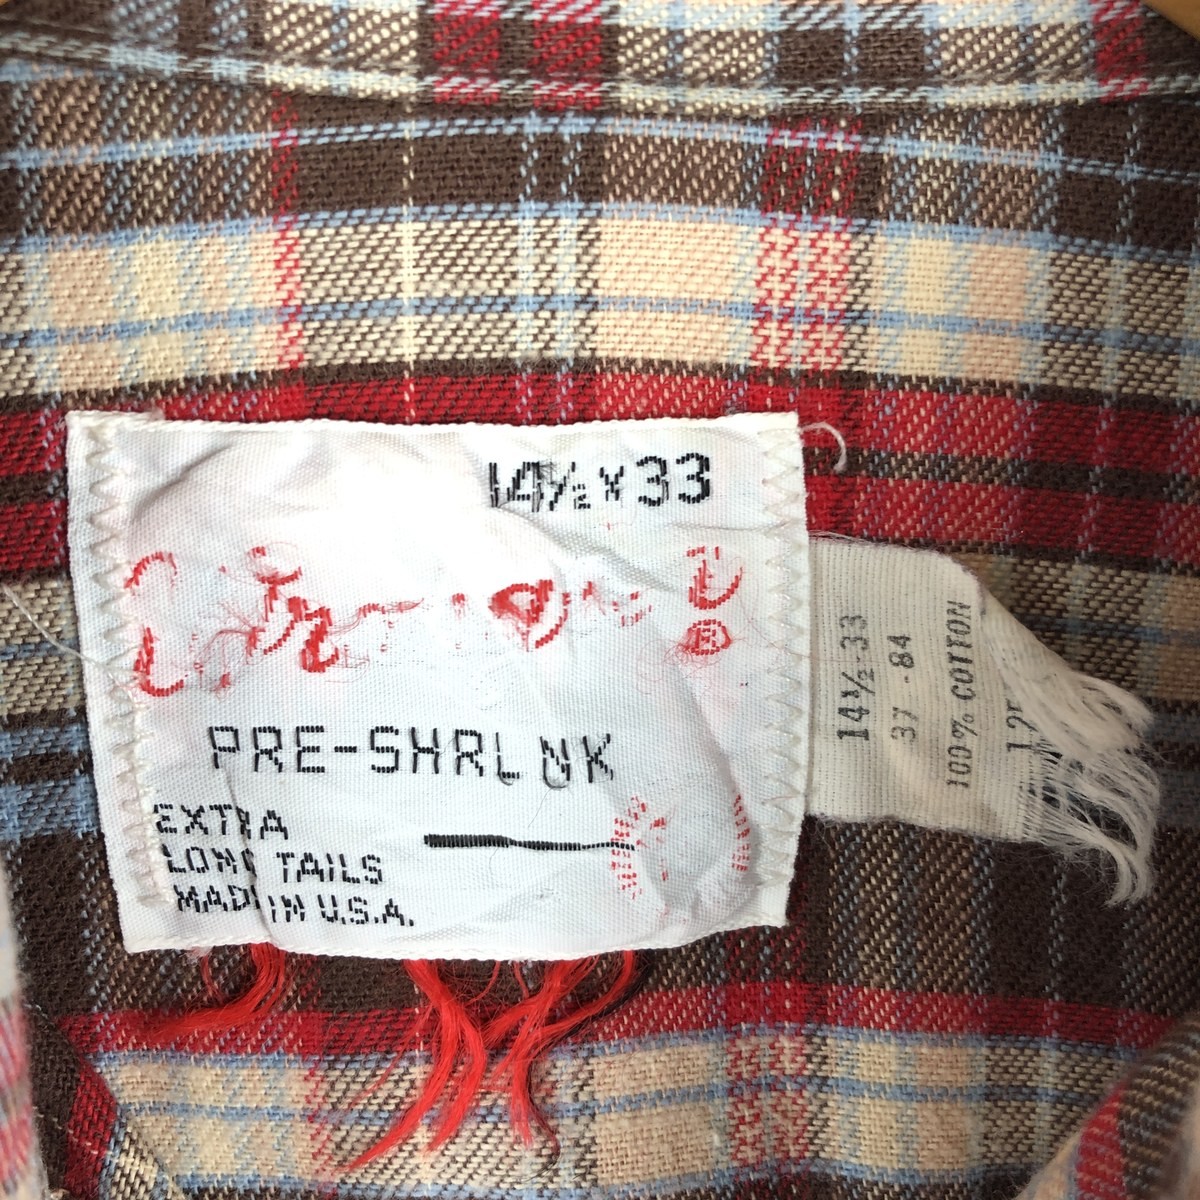 14½ x 33
®
PRE-SHRUNK
EXTRA
LONG TAILS
MADE IN U.S.A.
14½-33
37-84
100% COTTON